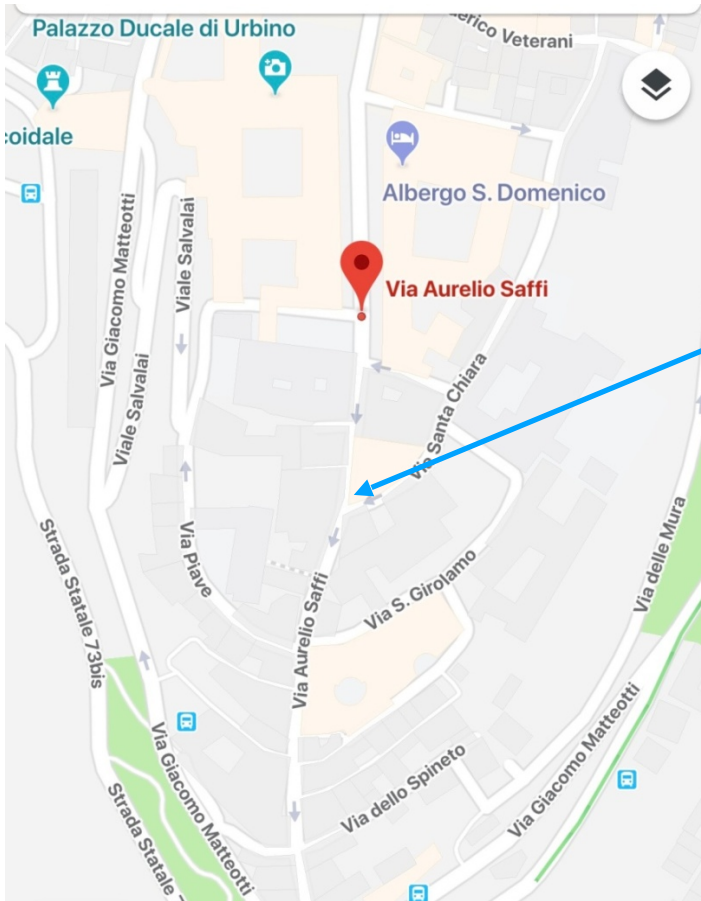 Palazzo Ducale di Urbino
erico Veterani
coidale
Albergo S. Domenico
Via Giacomo Matteotti
Viale Salvalai
Via Aurelio Saffi
Viale Salvalai
Via Santa Chiara
Strada Statale 73bis
Via Piave
Via S. Girolamo
Via delle Mura
Via Aurelio Saffi
Via Giacomo Matteotti
Via dello Spineto
Via Giacomo Matteotti
Strada Statale